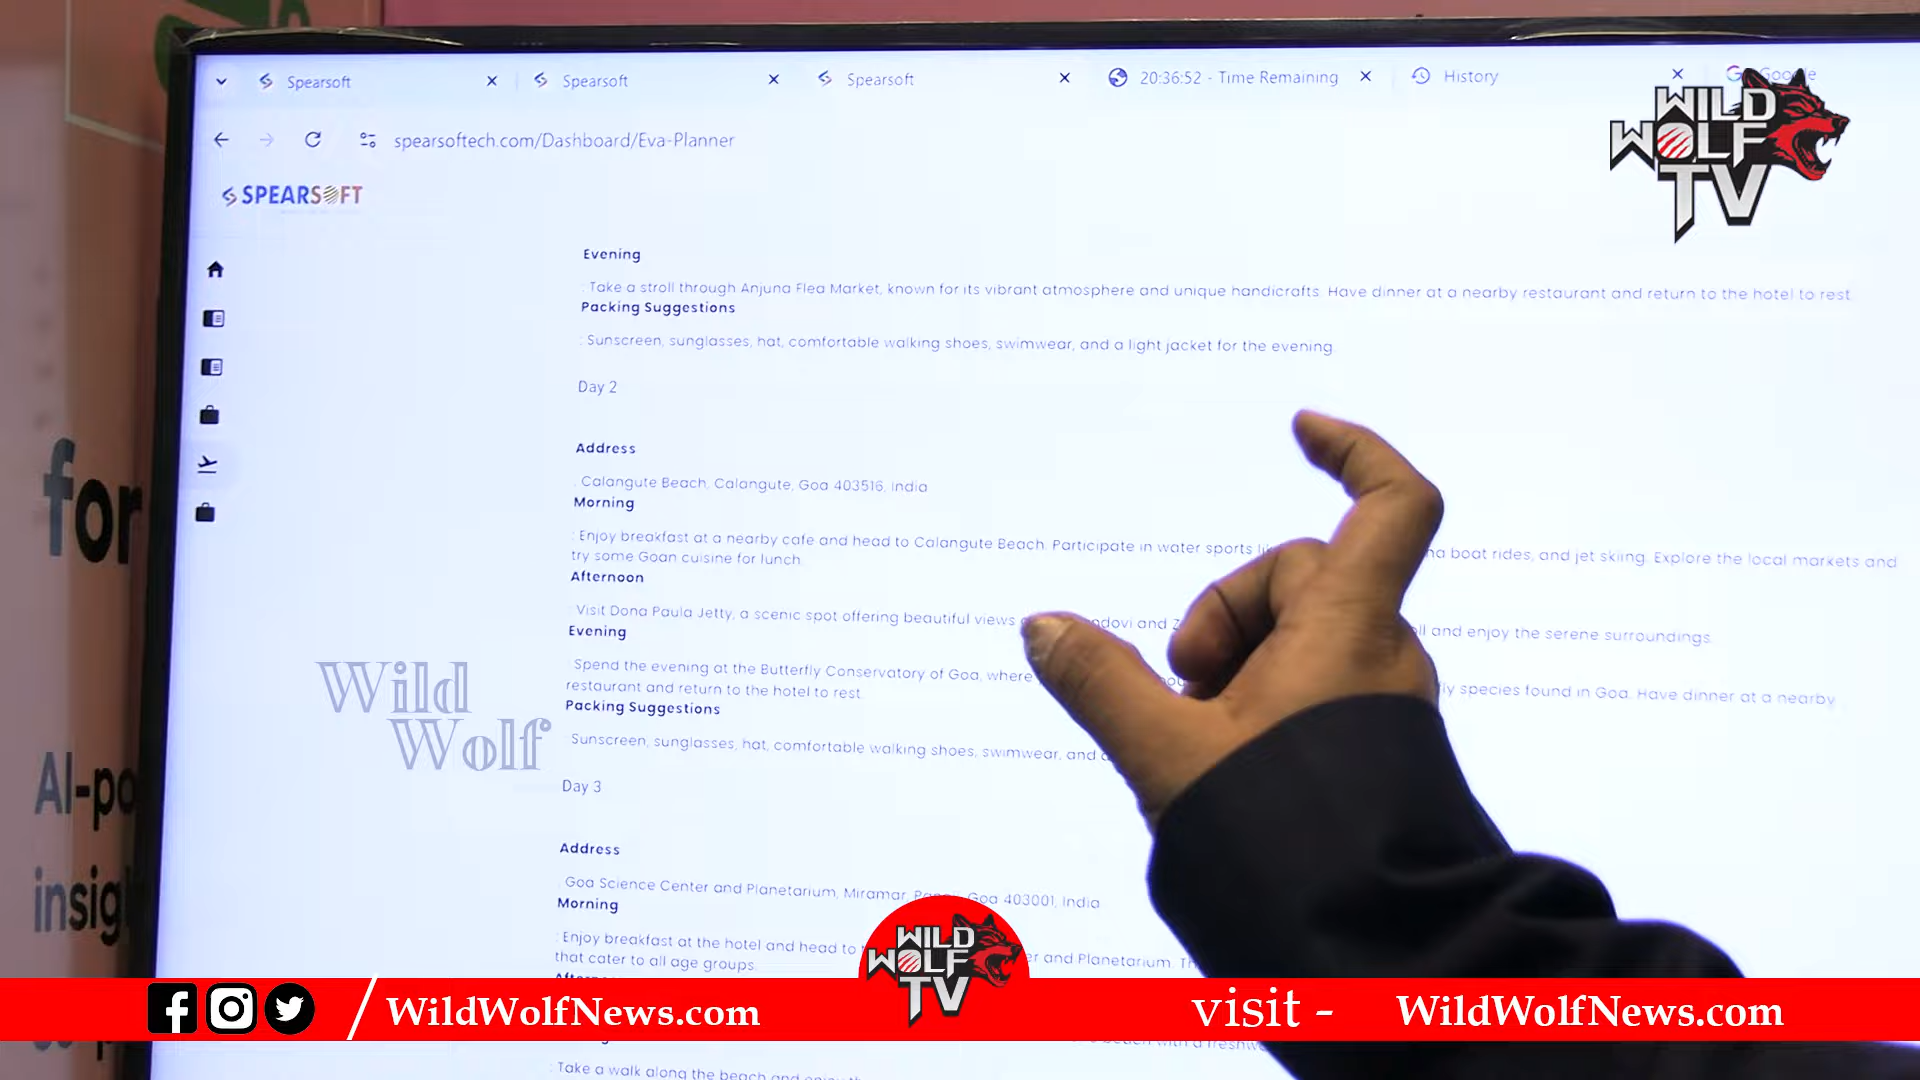 Spearsoft
Spearsoft
Spearsoft
20:36:52 - Time Remaining
History
Google
spearsoftech.com/Dashboard/Eva-Planner
SPEARSOFT
WILD
WOLF
TV
Evening
: Take a stroll through Anjuna Flea Market, known for its vibrant atmosphere and unique handicrafts. Have dinner at a nearby restaurant and return to the hotel to rest.
Packing Suggestions
: Sunscreen, sunglasses, hat, comfortable walking shoes, swimwear, and a light jacket for the evening.
Day 2
Address
: Calangute Beach, Calangute, Goa 403516, India
Morning
: Enjoy breakfast at a nearby cafe and head to Calangute Beach. Participate in water sports boat rides, and jet skiing. Explore the local markets and
try some Goan cuisine for lunch.
Afternoon
: Visit Dona Paula Jetty, a scenic spot offering beautiful views and enjoy the serene surroundings.
Evening
Spend the evening at the Butterfly Conservatory of Goa, where species found in Goa. Have dinner at a nearby
restaurant and return to the hotel to rest.
Packing Suggestions
Sunscreen, sunglasses, hat, comfortable walking shoes, swimwear, and
Day 3
Address
: Goa Science Center and Planetarium, Miramar, Goa 403001, India
Morning
: Enjoy breakfast at the hotel and head to and Planetarium.
that cater to all age groups.
: Take a walk along the beach and enjoy
for
AI-po
insig
Wild
Wolf
WILD
WOLF
TV
WildWolfNews.com
visit - WildWolfNews.com